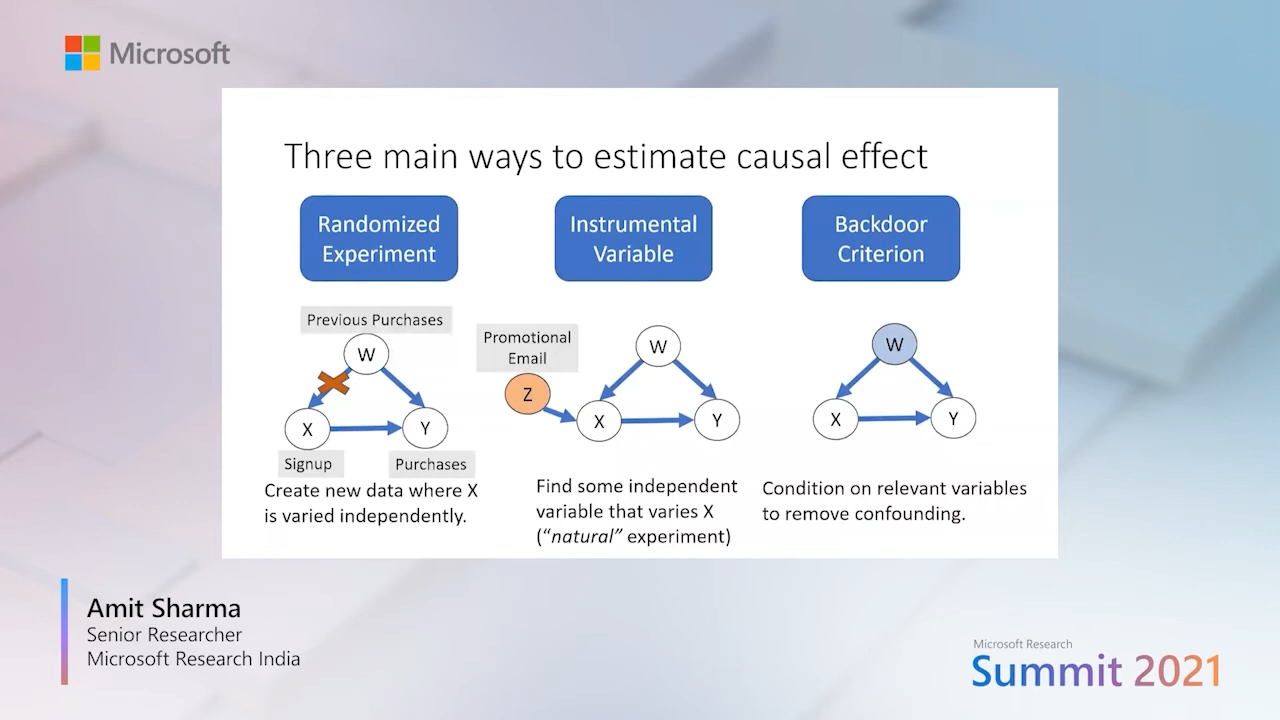 Microsoft
Three main ways to estimate causal effect
Randomized
Experiment
Instrumental
Variable
Backdoor
Criterion
Previous Purchases
W
X
Y
Signup
Purchases
Create new data where X
is varied independently.
Promotional
Email
Z
W
X
Y
Find some independent
variable that varies X
(“natural” experiment)
W
X
Y
Condition on relevant variables
to remove confounding.
Amit Sharma
Senior Researcher
Microsoft Research India
Microsoft Research
Summit 2021